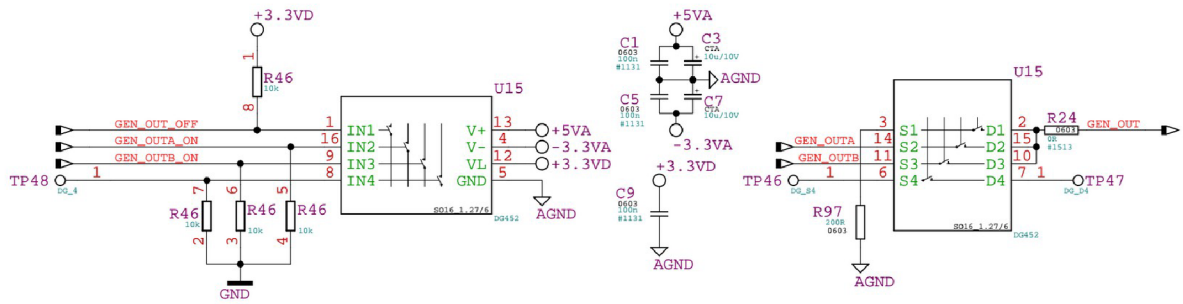 +3.3VD
1
R46
10k
8
GEN_OUT_OFF
GEN_OUTA_ON
GEN_OUTB_ON
TP48
1
DG_4
1
16
9
8
IN1
IN2
IN3
IN4
U15
V+
V-
VL
GND
13
4
12
5
+5VA
-3.3VA
+3.3VD
AGND
SO16_1.27/6
DG452
7
6
5
R46
10k
R46
10k
R46
10k
2
3
4
GND
+5VA
C1
0603
100n
#1131
C3
CTA
10u/10V
+
AGND
C5
0603
100n
#1131
C7
CTA
10u/10V
+
-3.3VA
+3.3VD
C9
0603
100n
#1131
AGND
U15
GEN_OUTA
GEN_OUTB
TP46
1
DG_S4
3
14
11
6
S1
S2
S3
S4
D1
D2
D3
D4
2
15
10
7
R24
0603
0R
#1513
GEN_OUT
1
TP47
DG_D4
R97
200R
0603
AGND
SO16_1.27/6
DG452